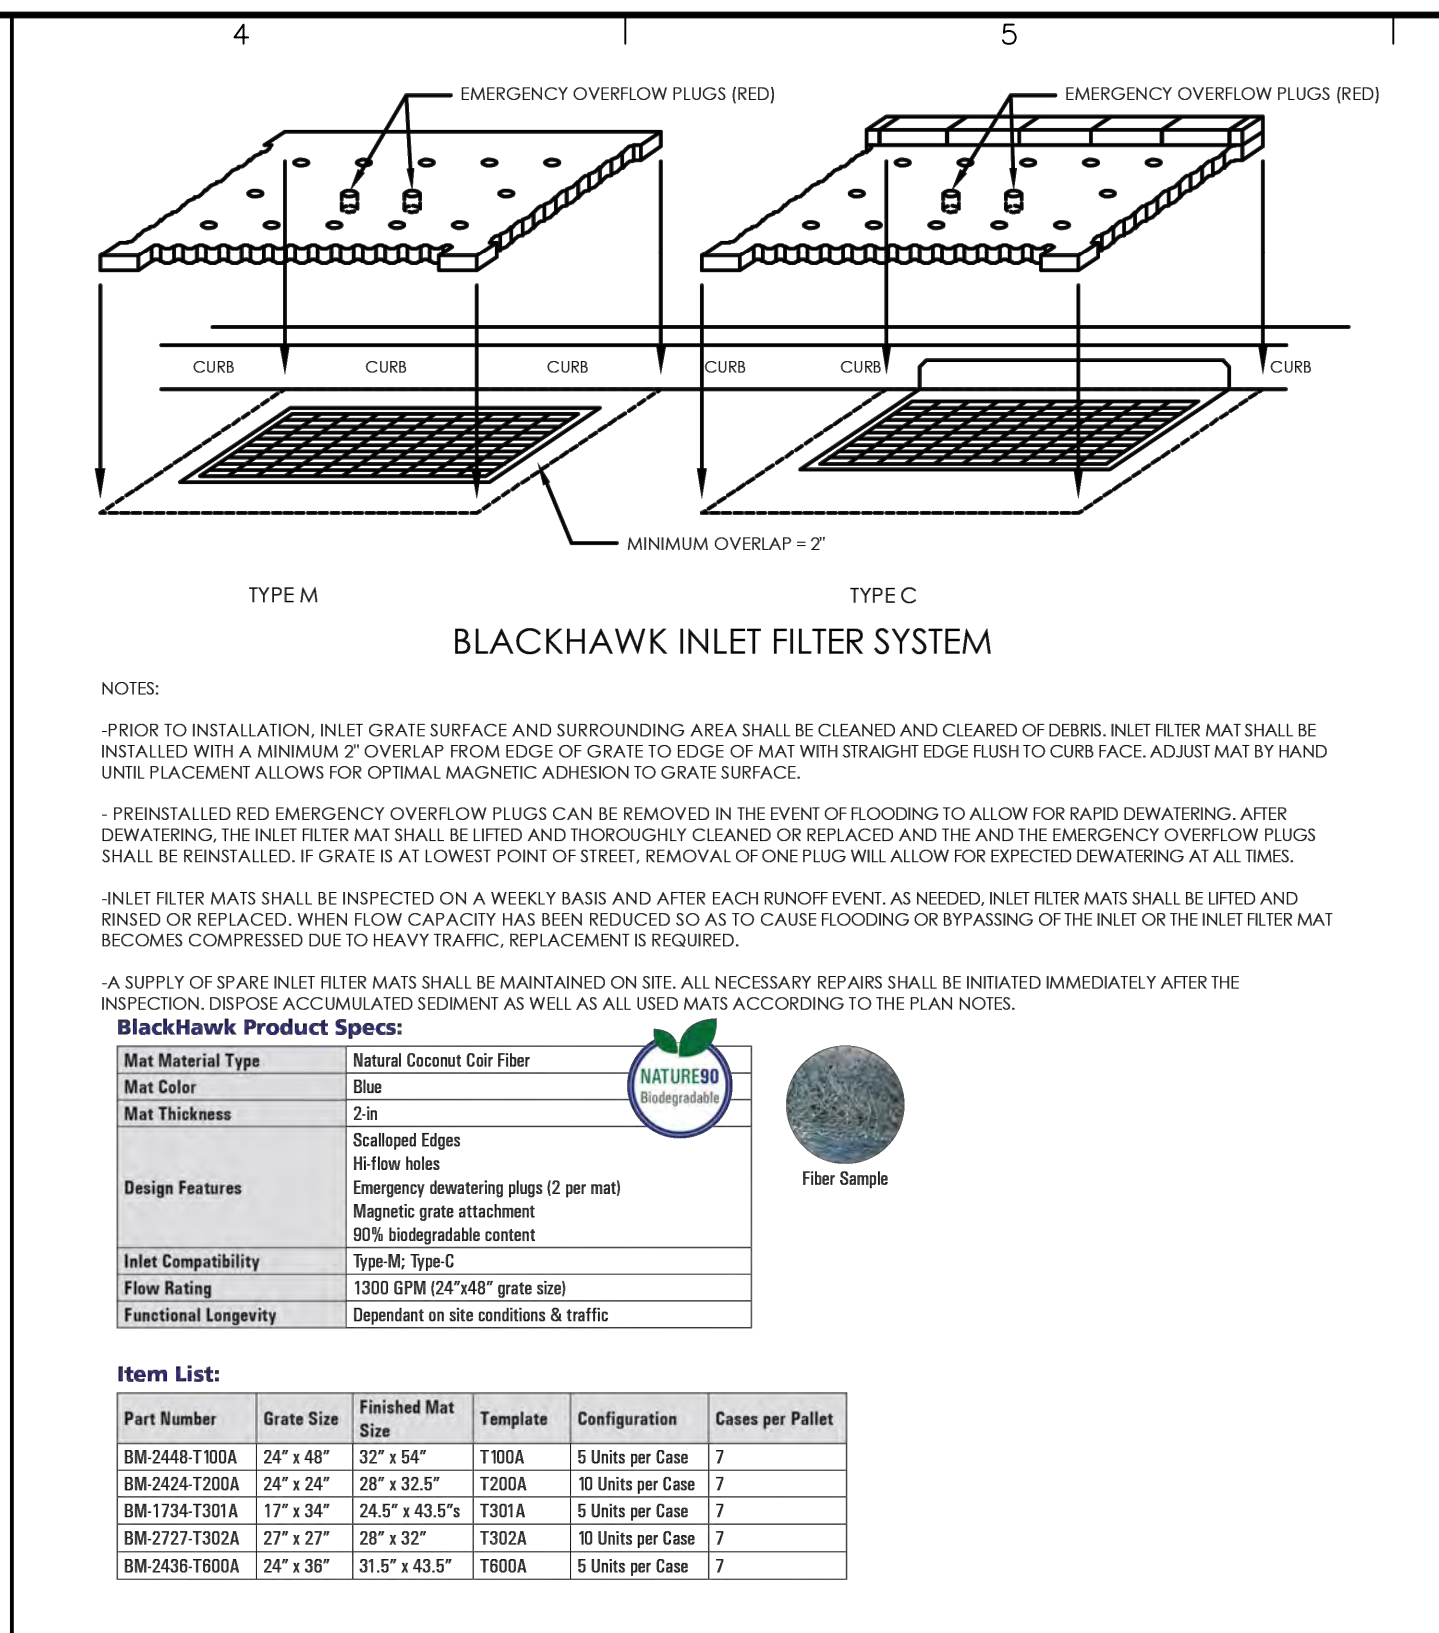 4
5
EMERGENCY OVERFLOW PLUGS (RED)
EMERGENCY OVERFLOW PLUGS (RED)
CURB
CURB
CURB
CURB
CURB
CURB
MINIMUM OVERLAP = 2"
TYPE M
TYPE C
BLACKHAWK INLET FILTER SYSTEM
NOTES:
-PRIOR TO INSTALLATION, INLET GRATE SURFACE AND SURROUNDING AREA SHALL BE CLEANED AND CLEARED OF DEBRIS. INLET FILTER MAT SHALL BE
INSTALLED WITH A MINIMUM 2" OVERLAP FROM EDGE OF GRATE TO EDGE OF MAT WITH STRAIGHT EDGE FLUSH TO CURB FACE. ADJUST MAT BY HAND
UNTIL PLACEMENT ALLOWS FOR OPTIMAL MAGNETIC ADHESION TO GRATE SURFACE.
- PREINSTALLED RED EMERGENCY OVERFLOW PLUGS CAN BE REMOVED IN THE EVENT OF FLOODING TO ALLOW FOR RAPID DEWATERING. AFTER
DEWATERING, THE INLET FILTER MAT SHALL BE LIFTED AND THOROUGHLY CLEANED OR REPLACED AND THE AND THE EMERGENCY OVERFLOW PLUGS
SHALL BE REINSTALLED. IF GRATE IS AT LOWEST POINT OF STREET, REMOVAL OF ONE PLUG WILL ALLOW FOR EXPECTED DEWATERING AT ALL TIMES.
-INLET FILTER MATS SHALL BE INSPECTED ON A WEEKLY BASIS AND AFTER EACH RUNOFF EVENT. AS NEEDED, INLET FILTER MATS SHALL BE LIFTED AND
RINSED OR REPLACED. WHEN FLOW CAPACITY HAS BEEN REDUCED SO AS TO CAUSE FLOODING OR BYPASSING OF THE INLET OR THE INLET FILTER MAT
BECOMES COMPRESSED DUE TO HEAVY TRAFFIC, REPLACEMENT IS REQUIRED.
-A SUPPLY OF SPARE INLET FILTER MATS SHALL BE MAINTAINED ON SITE. ALL NECESSARY REPAIRS SHALL BE INITIATED IMMEDIATELY AFTER THE
INSPECTION. DISPOSE ACCUMULATED SEDIMENT AS WELL AS ALL USED MATS ACCORDING TO THE PLAN NOTES.
BlackHawk Product Specs:
Mat Material Type Natural Coconut Coir Fiber
Mat Color Blue
Mat Thickness 2-in
Design Features
Scalloped Edges
Hi-flow holes
Emergency dewatering plugs (2 per mat)
Magnetic grate attachment
90% biodegradable content
Inlet Compatibility Type-M; Type-C
Flow Rating 1300 GPM (24"x48" grate size)
Functional Longevity Dependant on site conditions & traffic
NATURE90
Biodegradable
Fiber Sample
Item List:
Part Number Grate Size Finished Mat Size Template Configuration Cases per Pallet
BM-2448-T100A 24" x 48" 32" x 54" T100A 5 Units per Case 7
BM-2424-T200A 24" x 24" 28" x 32.5" T200A 10 Units per Case 7
BM-1734-T301A 17" x 34" 24.5" x 43.5"s T301A 5 Units per Case 7
BM-2727-T302A 27" x 27" 28" x 32" T302A 10 Units per Case 7
BM-2436-T600A 24" x 36" 31.5" x 43.5" T600A 5 Units per Case 7